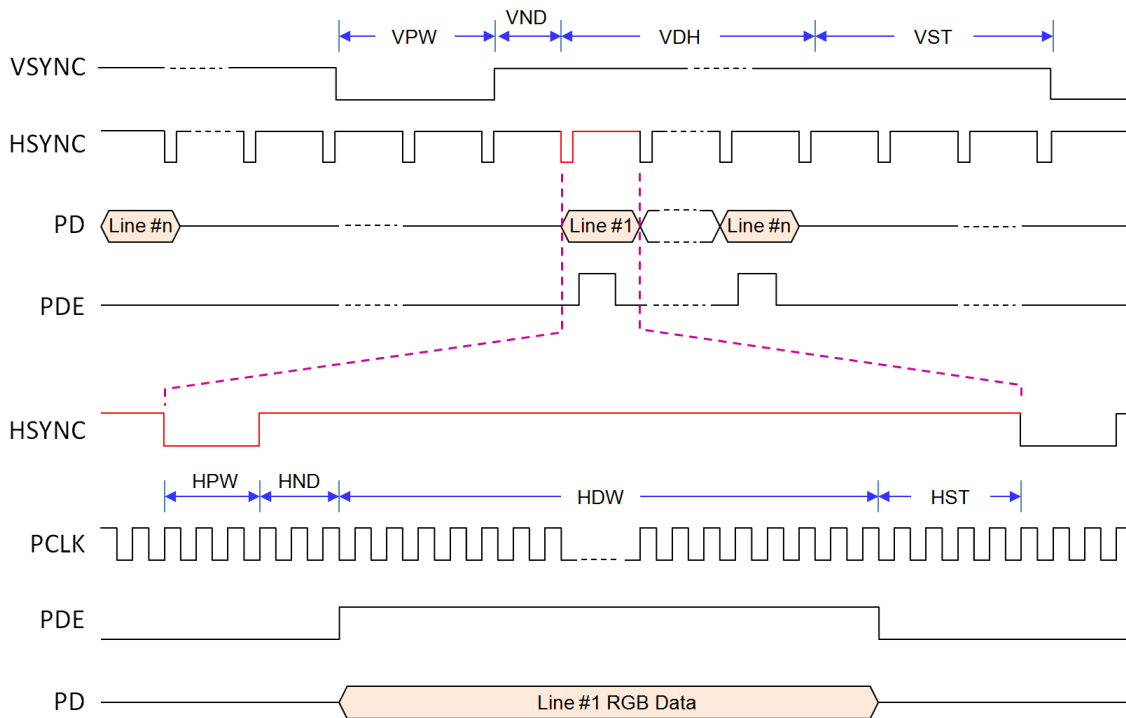 VND
VPW
VDH
VST
VSYNC
HSYNC
PD
Line #n
Line #1
Line #n
PDE
HSYNC
HPW
HND
HDW
HST
PCLK
PDE
PD
Line #1 RGB Data